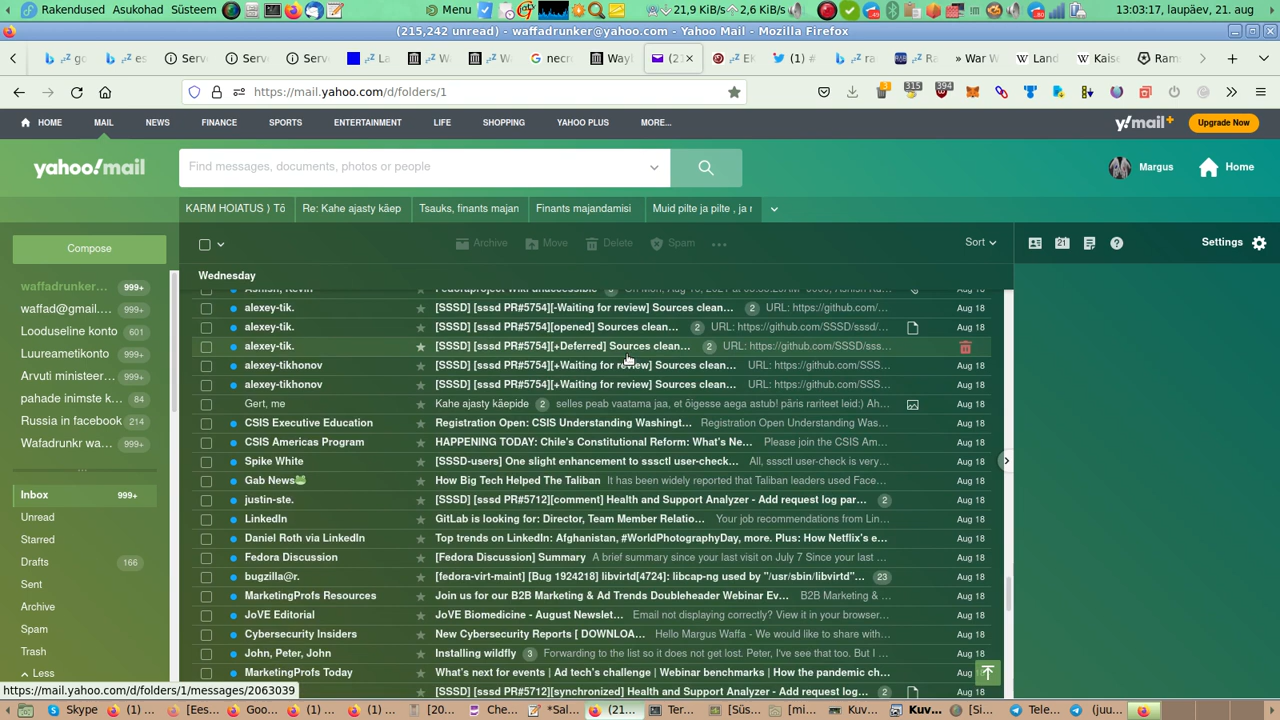 Rakendused Asukohad Süsteem Menu 21,9 KiB/s 2,6 KiB/s 13:03:17, laupäev, 21. aug
(215,242 unread) - waffadrunker@yahoo.com - Yahoo Mail - Mozilla Firefox
https://mail.yahoo.com/d/folders/1 315 394
HOME MAIL NEWS FINANCE SPORTS ENTERTAINMENT LIFE SHOPPING YAHOO PLUS MORE... y!mail+ Upgrade Now
yahoo!mail Find messages, documents, photos or people Margus Home
KARM HOIATUS ) Tõ Re: Kahe ajasty käep Tsauks, finants majan Finants majandamisi Muid pilte ja pilte , ja r
Compose Archive Move Delete Spam Sort 21 Settings
Wednesday
waffadrunker... 999+
waffad@gmail.... 999+
Looduseline konto 601
Luureametikonto 999+
Arvuti ministeer... 999+
pahade inimste k... 84
Russia in facebook 214
Wafadrunkr wa... 999+
Inbox 999+
Unread
Starred
Drafts 166
Sent
Archive
Spam
Trash
Less
alexey-tik. [SSSD] [sssd PR#5754][-Waiting for review] Sources clean... 2 URL: https://github.com/... Aug 18
alexey-tik. [SSSD] [sssd PR#5754][opened] Sources clean... 2 URL: https://github.com/SSSD/sssd/... Aug 18
alexey-tik. [SSSD] [sssd PR#5754][+Deferred] Sources clean... 2 URL: https://github.com/SSSD/sss... Aug 18
alexey-tikhonov [SSSD] [sssd PR#5754][+Waiting for review] Sources clean... URL: https://github.com/SSS... Aug 18
alexey-tikhonov [SSSD] [sssd PR#5754][+Waiting for review] Sources clean... URL: https://github.com/SSS... Aug 18
Gert, me Kahe ajasty käepide 2 selles peab vaatama jaa, et õigesse aega astub! päris rariteet leid:) Ah... Aug 18
CSIS Executive Education Registration Open: CSIS Understanding Washingt... Registration Open Understanding Was... Aug 18
CSIS Americas Program HAPPENING TODAY: Chile's Constitutional Reform: What's Ne... Please join the CSIS Am... Aug 18
Spike White [SSSD-users] One slight enhancement to sssctl user-check... All, sssctl user-check is very... Aug 18
Gab News🐸 How Big Tech Helped The Taliban It has been widely reported that Taliban leaders used Face... Aug 18
justin-ste. [SSSD] [sssd PR#5712][comment] Health and Support Analyzer - Add request log par... 2 Aug 18
LinkedIn GitLab is looking for: Director, Team Member Relatio... Your job recommendations from Lin... Aug 18
Daniel Roth via LinkedIn Top trends on LinkedIn: Afghanistan, #WorldPhotographyDay, more. Plus: How Netflix's e... Aug 18
Fedora Discussion [Fedora Discussion] Summary A brief summary since your last visit on July 7 Since your last ... Aug 18
bugzilla@r. [fedora-virt-maint] [Bug 1924218] libvirtd[4724]: libcap-ng used by "/usr/sbin/libvirtd"... 23 Aug 18
MarketingProfs Resources Join us for our B2B Marketing & Ad Trends Doubleheader Webinar Ev... B2B Marketing & ... Aug 18
JoVE Editorial JoVE Biomedicine - August Newslet... Email not displaying correctly? View it in your browser... Aug 18
Cybersecurity Insiders New Cybersecurity Reports [ DOWNLOA... Hello Margus Waffa - We would like to share with... Aug 18
John, Peter, John Installing wildfly 3 Forwarding to the list so it does not get lost. Peter, I've see that too. But I ... Aug 18
MarketingProfs Today What's next for events | Ad tech's challenge | Webinar benchmarks | How the pandemic ch... Aug 18
[SSSD] [sssd PR#5712][synchronized] Health and Support Analyzer - Add request log... 2 Aug 18
https://mail.yahoo.com/d/folders/1/messages/2063039
Skype (1) ... [Ees... Goo... (1) ... (1) ... [20... Che... *Sal... (21... Ter... [Süs... [mi... Kuv... Kuv... [Si... Tele... (juu...